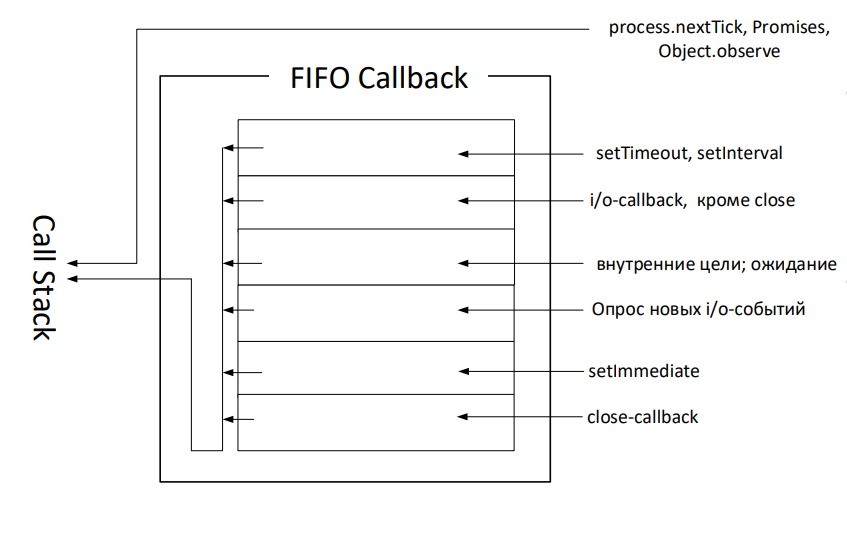 process.nextTick, Promises,
Object.observe
FIFO Callback
setTimeout, setInterval
i/o-callback, кроме close
Call Stack
внутренние цели; ожидание
Опрос новых i/o-событий
setImmediate
close-callback